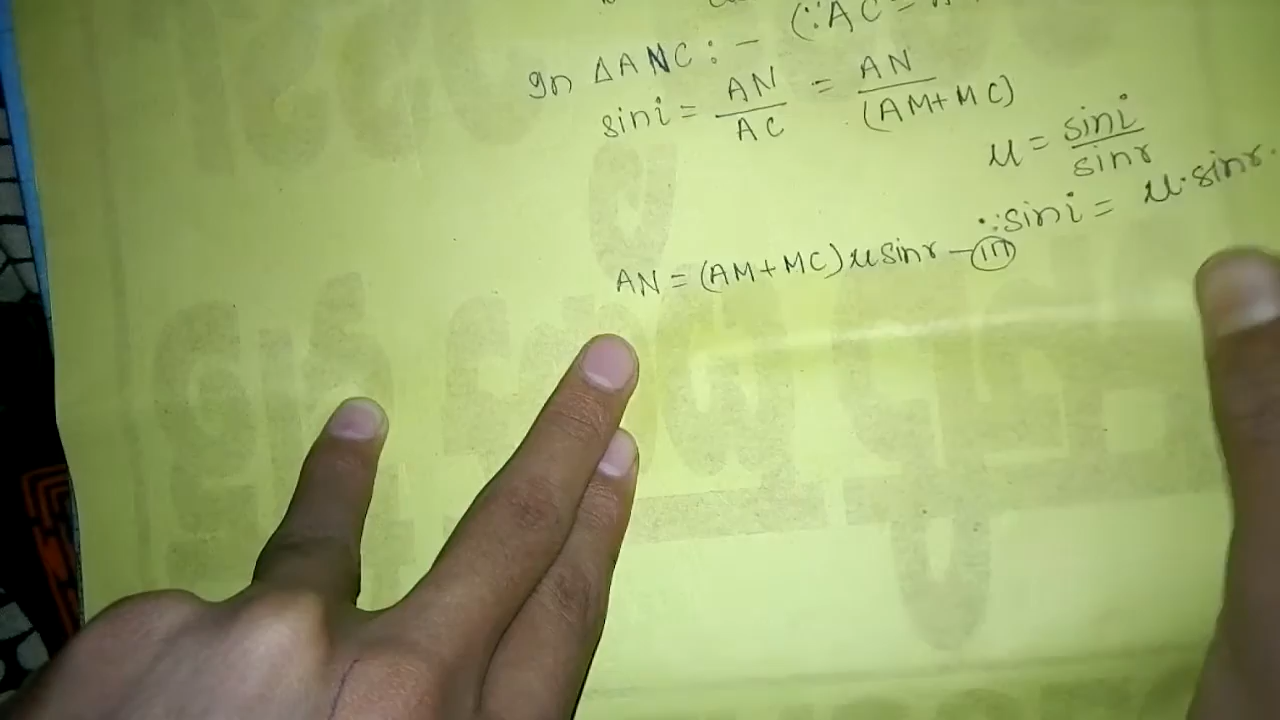 In ΔANC:- (∵AC =
sini = AN/AC = AN/(AM+MC)
μ = sini/sinr
∴sini = μ.sinr.
AN = (AM+MC)μsinr —(III)